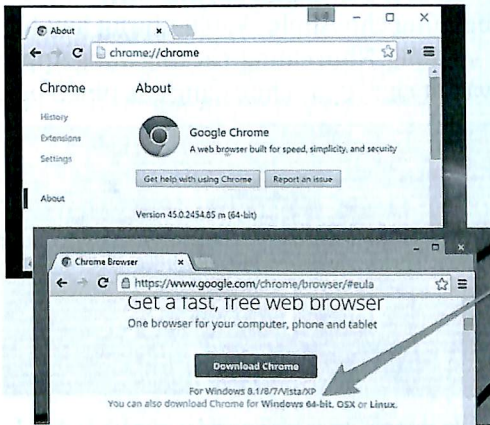 About
chrome://chrome
Chrome
About
History
Extensions
Settings
About
Google Chrome
A web browser built for speed, simplicity, and security
Get help with using Chrome
Report an issue
Version 45.0.2454.85 m (64-bit)
Chrome Browser
https://www.google.com/chrome/browser/#eula
Get a fast, free web browser
One browser for your computer, phone and tablet
Download Chrome
For Windows 8.1/8/7/Vista/XP
You can also download Chrome for Windows 64-bit, OSX or Linux.